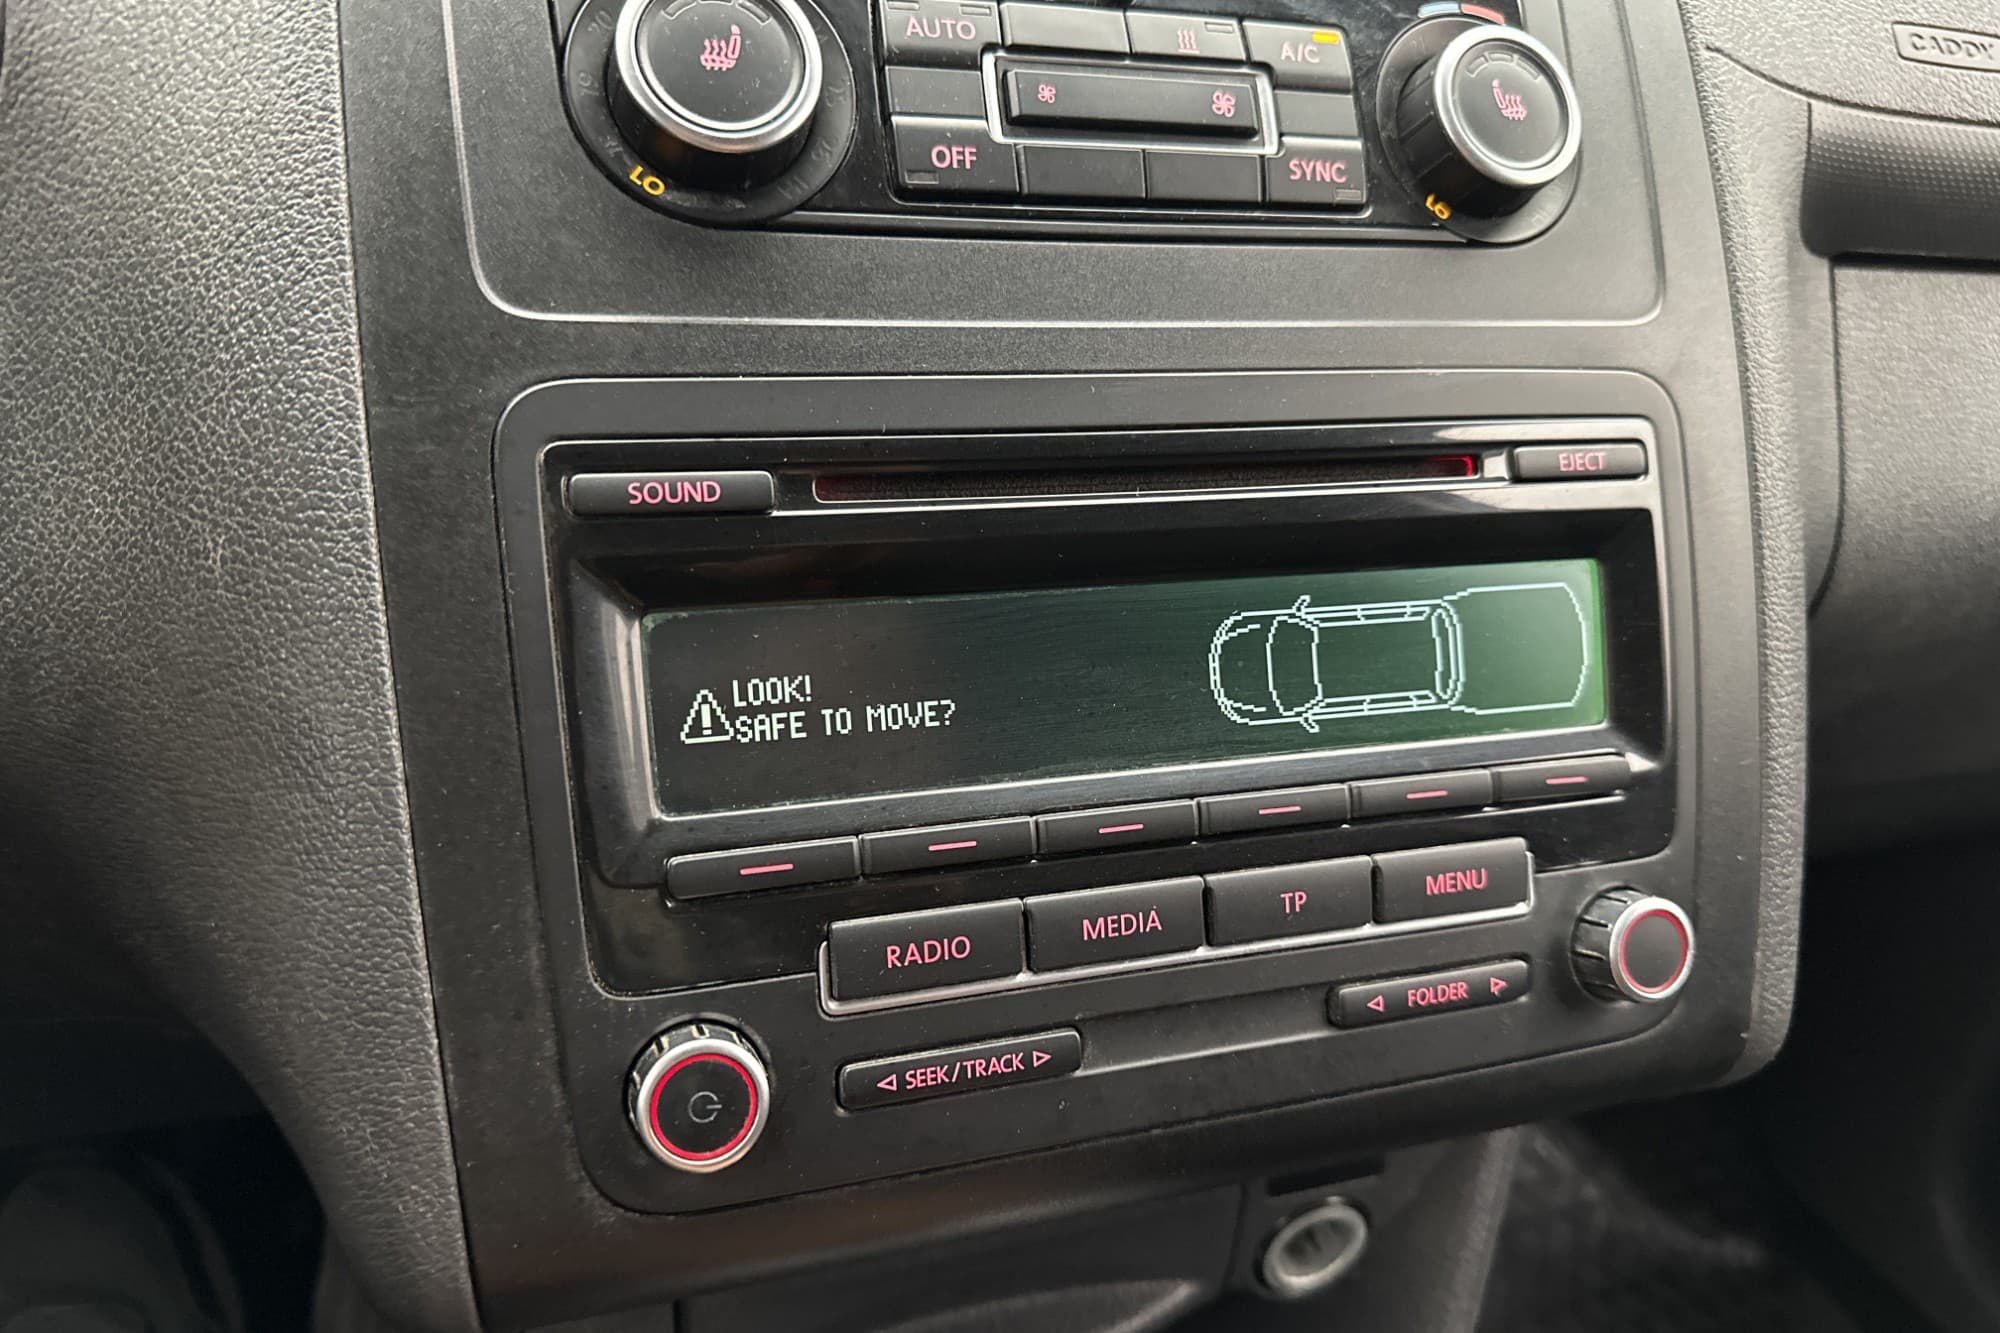 CADDY
AUTO
A/C
OFF
SYNC
LO
LO
SOUND
EJECT
LOOK!
SAFE TO MOVE?
RADIO
MEDIA
TP
MENU
FOLDER
SEEK/TRACK